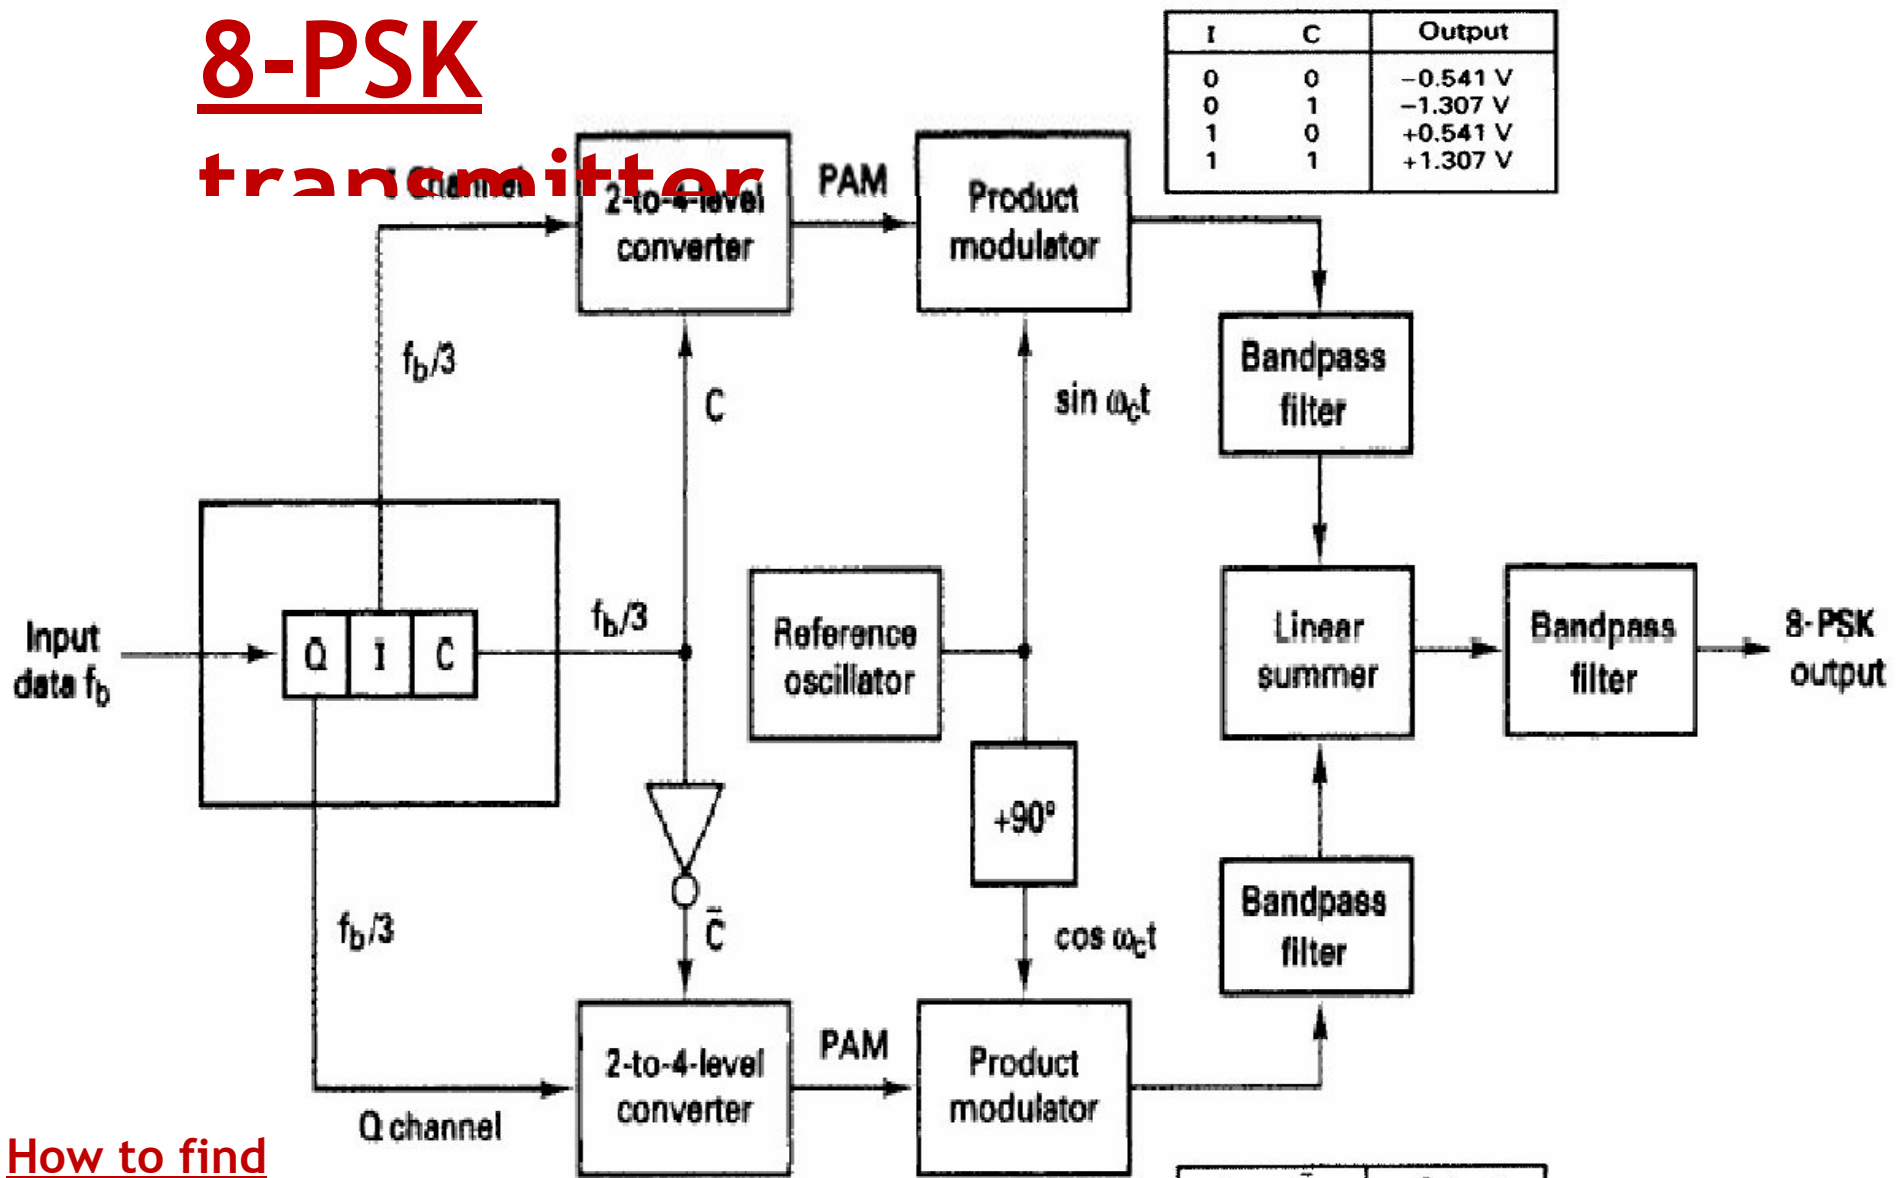 8-PSK
transmitter
I C Output
0 0 −0.541 V
0 1 −1.307 V
1 0 +0.541 V
1 1 +1.307 V
Channel
2-to-4-level
converter
PAM
Product
modulator
fb/3
C
sin ωct
Bandpass
filter
Input
data fb
Q I C
fb/3
Reference
oscillator
Linear
summer
Bandpass
filter
8-PSK
output
+90°
fb/3
C̄
cos ωct
Bandpass
filter
2-to-4-level
converter
PAM
Product
modulator
Q channel
How to find